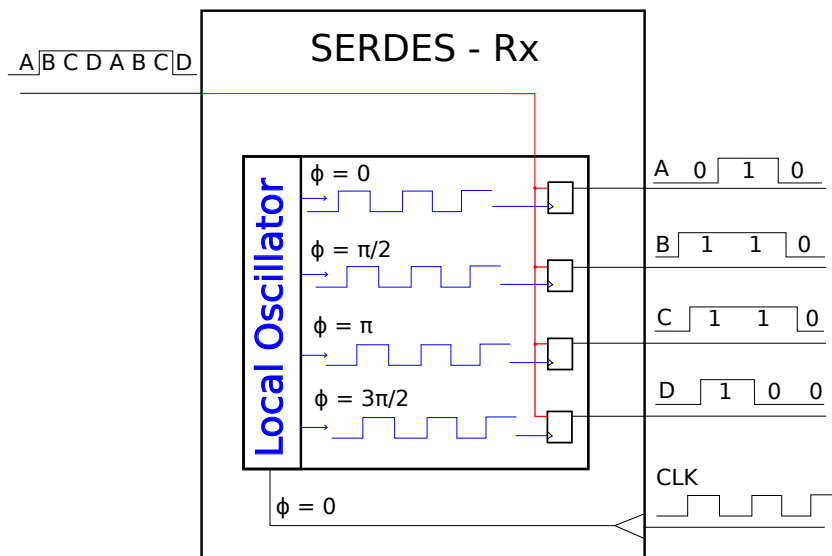 SERDES - Rx
A B C D A B C D
Local Oscillator
ϕ = 0
ϕ = π/2
ϕ = π
ϕ = 3π/2
ϕ = 0
A 0 1 0
B 1 1 0
C 1 1 0
D 1 0 0
CLK